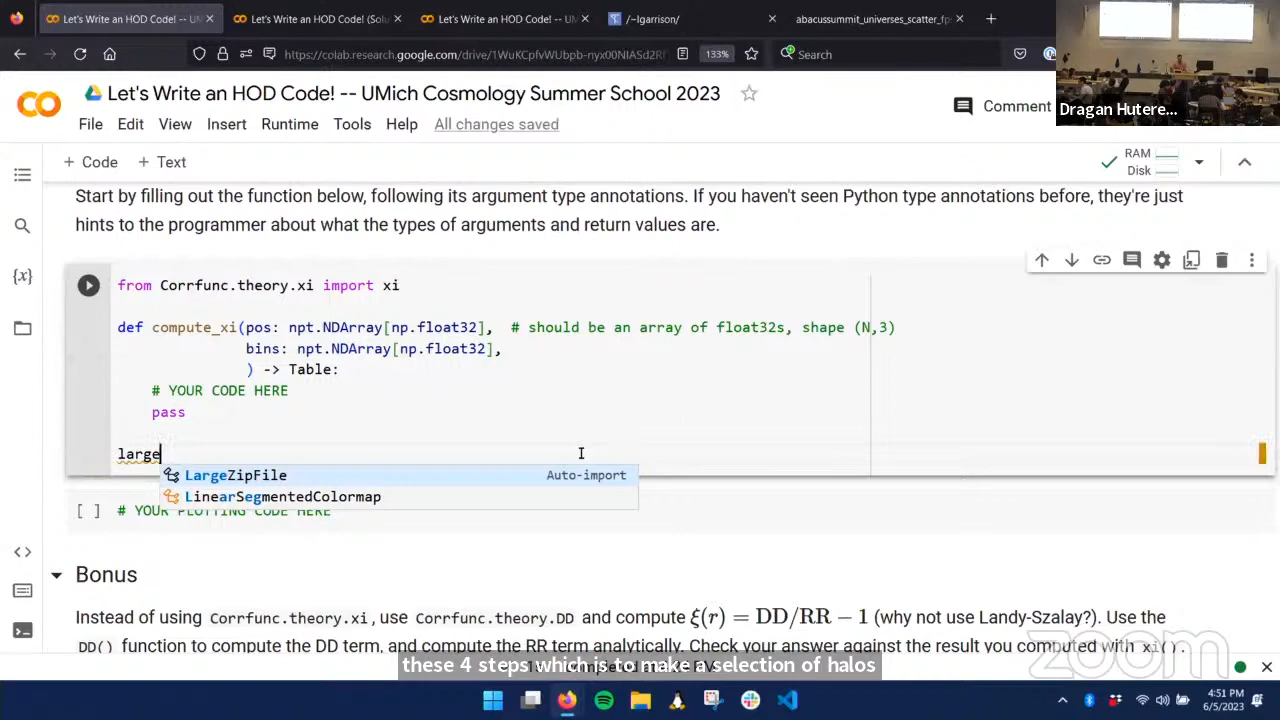 Let's Write an HOD Code! -- UM
Let's Write an HOD Code! (Solu
Let's Write an HOD Code! -- UM
/~lgarrison/
abacussummit_universes_scatter_fp
133%
Search
Dragan Hutere...
Let's Write an HOD Code! -- UMich Cosmology Summer School 2023
Comment
File Edit View Insert Runtime Tools Help All changes saved
+ Code + Text
RAM
Disk
Start by filling out the function below, following its argument type annotations. If you haven't seen Python type annotations before, they're just
hints to the programmer about what the types of arguments and return values are.
from Corrfunc.theory.xi import xi
def compute_xi(pos: npt.NDArray[np.float32], # should be an array of float32s, shape (N,3)
bins: npt.NDArray[np.float32],
) -> Table:
# YOUR CODE HERE
pass
large
LargeZipFile Auto-import
LinearSegmentedColormap
[ ] # YOUR PLOTTING CODE HERE
Bonus
Instead of using Corrfunc.theory.xi, use Corrfunc.theory.DD and compute ξ(r) = DD/RR − 1 (why not use Landy-Szalay?). Use the
DD() function to compute the DD term, and compute the RR term analytically. Check your answer against the result you computed with xi().
these 4 steps which is to make a selection of halos
zoom
4:51 PM
6/5/2023